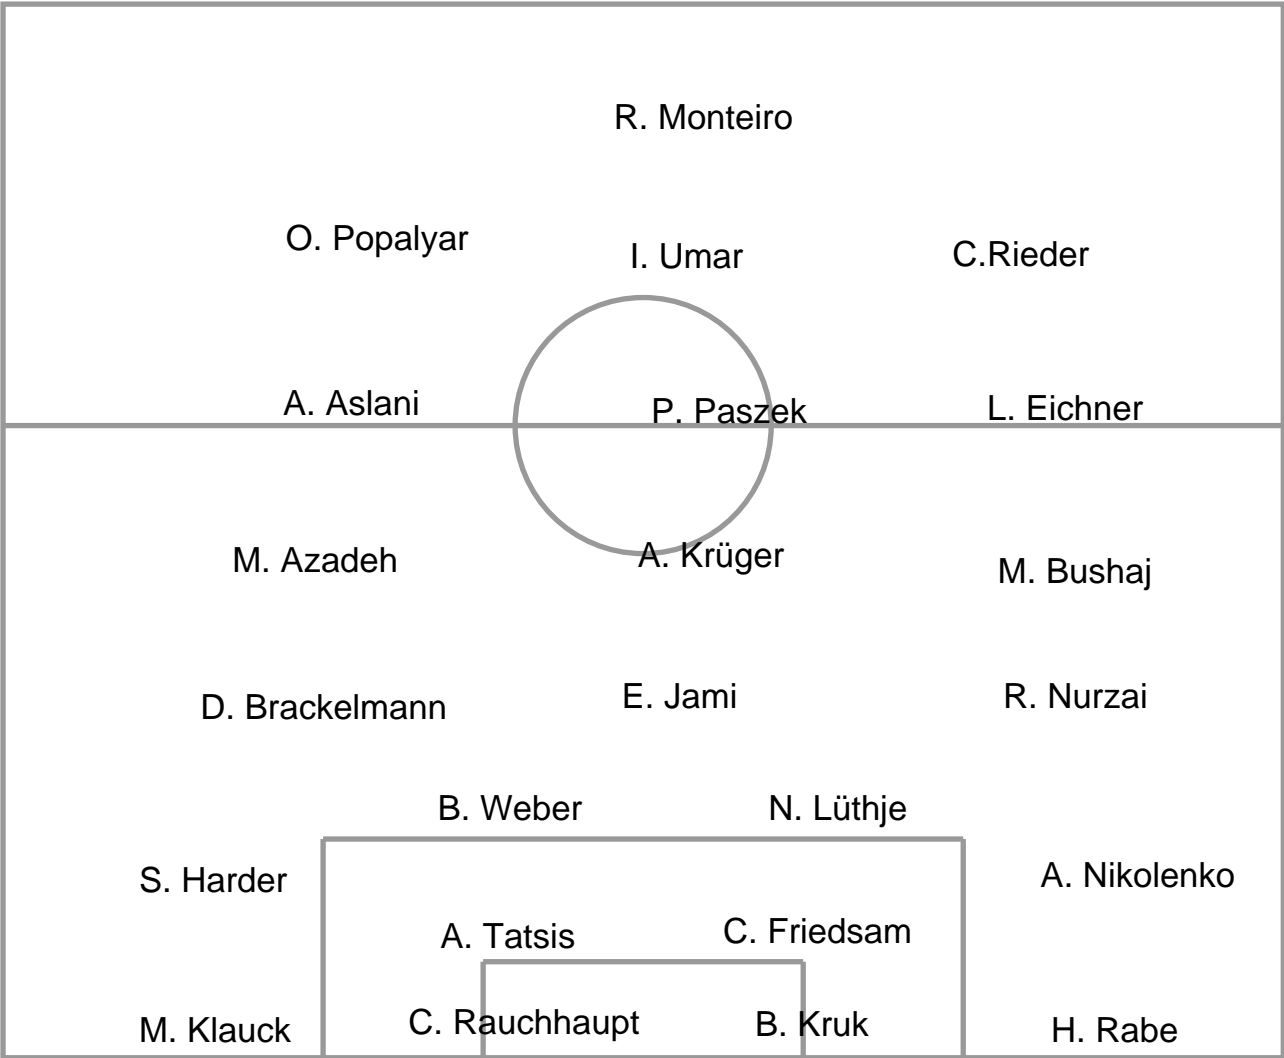 R. Monteiro
O. Popalyar
I. Umar
C.Rieder
A. Aslani
P. Paszek
L. Eichner
M. Azadeh
A. Krüger
M. Bushaj
D. Brackelmann
E. Jami
R. Nurzai
B. Weber
N. Lüthje
S. Harder
A. Nikolenko
A. Tatsis
C. Friedsam
M. Klauck
C. Rauchhaupt
B. Kruk
H. Rabe